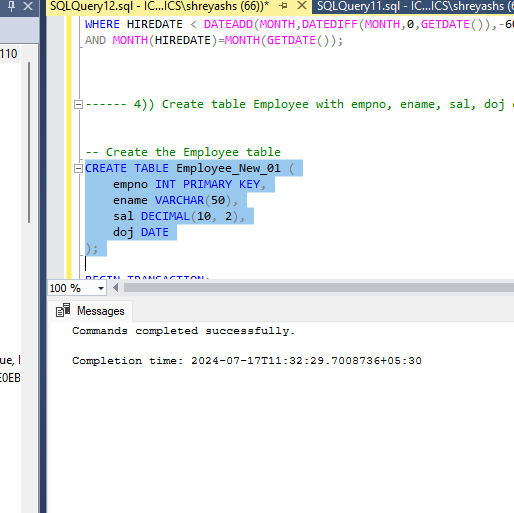 SQLQuery12.sql - IC...ICS\shreyashs (66))*
SQLQuery11.sql - IC...ICS\shreyashs (6
110
WHERE HIREDATE < DATEADD(MONTH,DATEDIFF(MONTH,0,GETDATE()),-6
AND MONTH(HIREDATE)=MONTH(GETDATE());
------ 4)) Create table Employee with empno, ename, sal, doj
-- Create the Employee table
CREATE TABLE Employee_New_01 (
empno INT PRIMARY KEY,
ename VARCHAR(50),
sal DECIMAL(10, 2),
doj DATE
);
BEGIN TRANSACTION;
100 %
Messages
Commands completed successfully.
ue,
Completion time: 2024-07-17T11:32:29.7008736+05:30
0EB